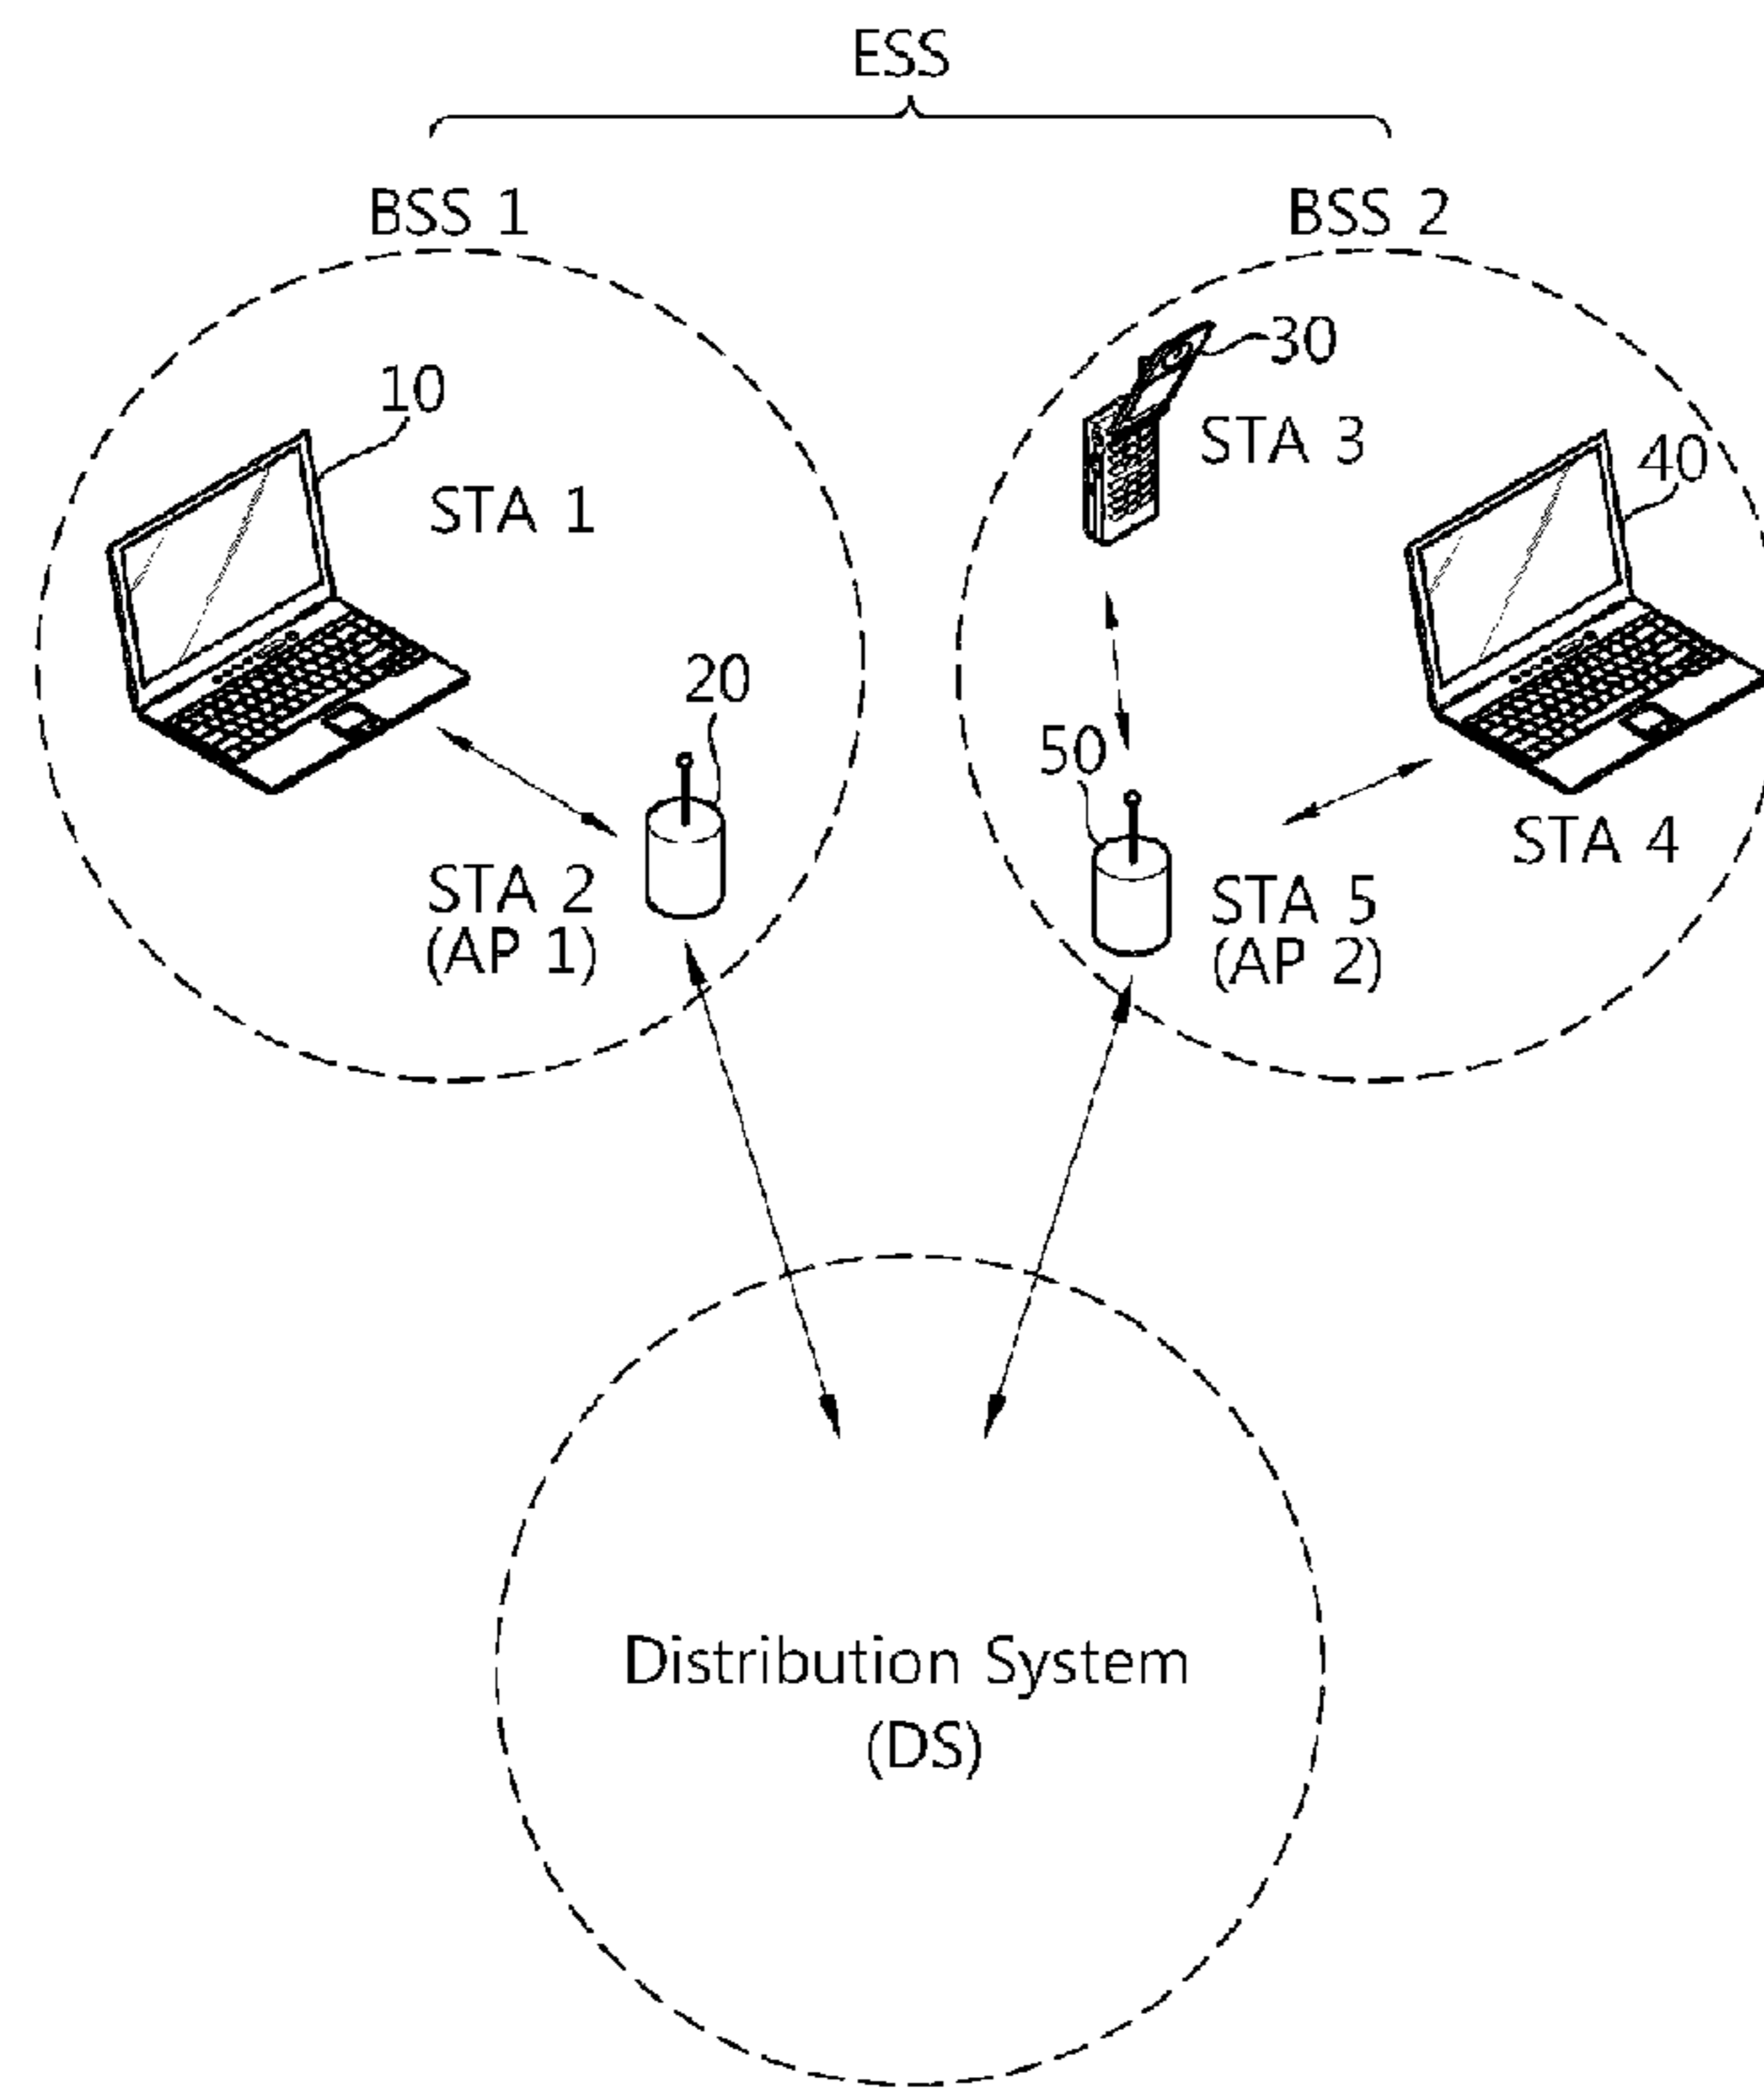 ESS
BSS 1
BSS 2
30
10
STA 3
40
STA 1
20
50
STA 4
STA 2
(AP 1)
STA 5
(AP 2)
Distribution System
(DS)